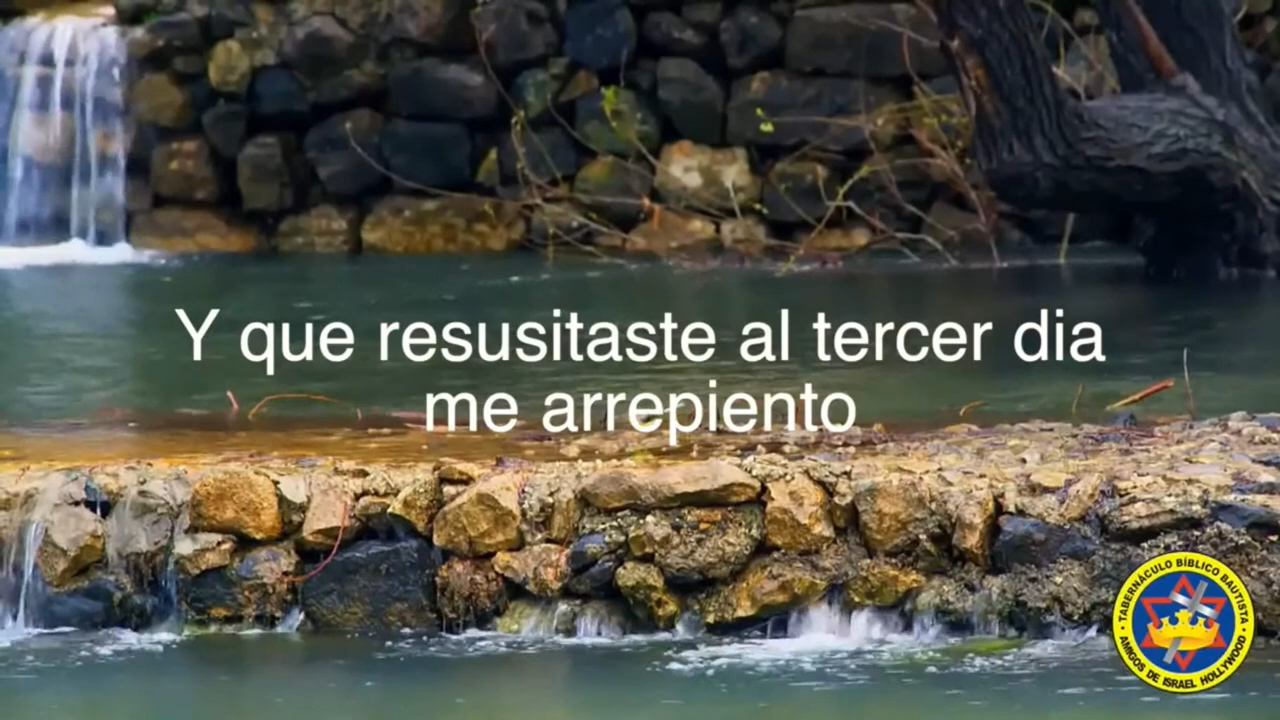 Y que resusitaste al tercer dia
me arrepiento
TABERNÁCULO BÍBLICO BAUTISTA
AMIGOS DE ISRAEL HOLLYWOOD